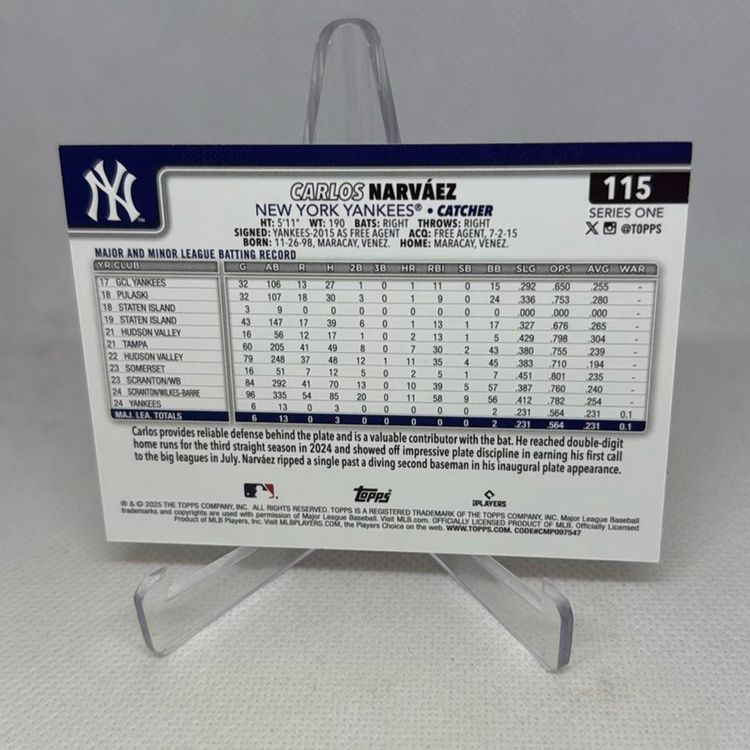 NY
TM
CARLOS NARVÁEZ
115
NEW YORK YANKEES® • CATCHER
SERIES ONE
HT: 5'11" WT: 190 BATS: RIGHT THROWS: RIGHT
X @TOPPS
SIGNED: YANKEES-2015 AS FREE AGENT ACQ: FREE AGENT, 7-2-15
BORN: 11-26-98, MARACAY, VENEZ. HOME: MARACAY, VENEZ.
MAJOR AND MINOR LEAGUE BATTING RECORD
YR CLUB G AB R H 2B 3B HR RBI SB BB SLG OPS AVG WAR
17 GCL YANKEES 32 106 13 27 1 0 1 11 0 15 .292 .650 .255 -
18 PULASKI 32 107 18 30 3 0 1 9 0 24 .336 .753 .280 -
18 STATEN ISLAND 3 9 0 0 0 0 0 0 0 0 .000 .000 .000 -
19 STATEN ISLAND 43 147 17 39 6 0 1 13 1 17 .327 .676 .265 -
21 HUDSON VALLEY 16 56 12 17 1 0 2 13 1 5 .429 .798 .304 -
21 TAMPA 60 205 41 49 8 0 7 30 2 43 .380 .755 .239 -
22 HUDSON VALLEY 79 248 37 48 12 1 11 35 4 45 .383 .710 .194 -
23 SOMERSET 16 51 7 12 5 0 2 5 1 7 .451 .801 .235 -
23 SCRANTON/WB 84 292 41 70 13 0 10 39 5 57 .387 .760 .240 -
24 SCRANTON/WILKES-BARRE 96 335 54 85 20 0 11 58 9 56 .412 .782 .254 -
24 YANKEES 6 13 0 3 0 0 0 0 0 2 .231 .564 .231 0.1
MAJ. LEA. TOTALS 6 13 0 3 0 0 0 0 0 2 .231 .564 .231 0.1
Carlos provides reliable defense behind the plate and is a valuable contributor with the bat. He reached double-digit
home runs for the third straight season in 2024 and showed off impressive plate discipline in earning his first call
to the big leagues in July. Narváez ripped a single past a diving second baseman in his inaugural plate appearance.
Topps
PLAYERS
® & © 2025 THE TOPPS COMPANY, INC. ALL RIGHTS RESERVED. TOPPS IS A REGISTERED TRADEMARK OF THE TOPPS COMPANY, INC. Major League Baseball
trademarks and copyrights are used with permission of Major League Baseball. Visit MLB.com. OFFICIALLY LICENSED PRODUCT OF MLB. Officially Licensed
Product of MLB Players, Inc. Visit MLBPLAYERS.COM, the Players Choice on the web. WWW.TOPPS.COM. CODE#CMP097547